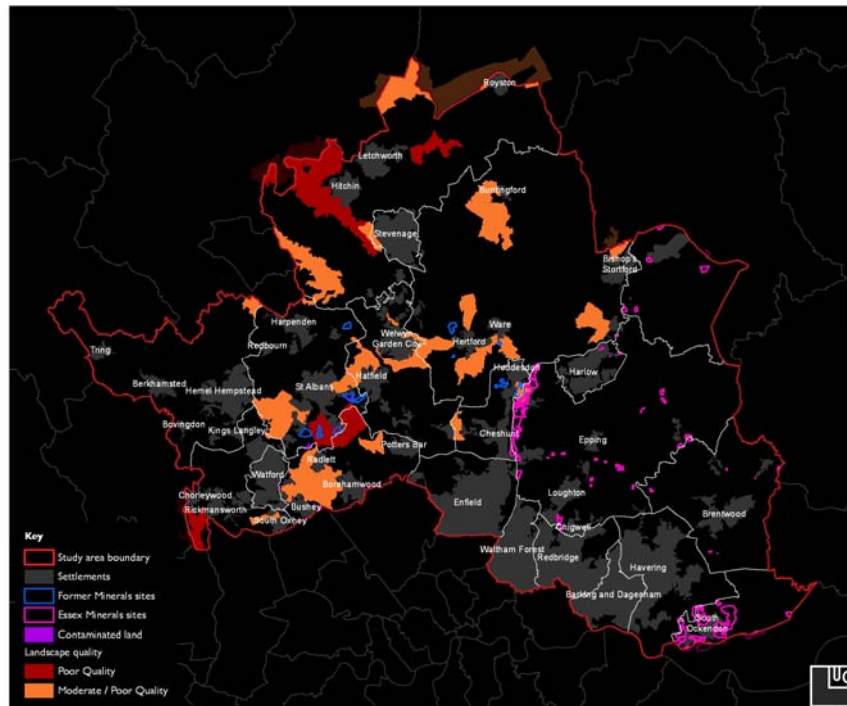 Royston
Letchworth
Hitchin
Buntingford
Stevenage
Bishop's
Stortford
Harpenden
Redbourn
Welwyn
Garden City
Hertford
Ware
Tring
Berkhamsted
Hemel Hempstead
St Albans
Hatfield
Hoddesdon
Harlow
Bovingdon
Kings Langley
Cheshunt
Epping
Potters Bar
Radlett
Watford
Borehamwood
Loughton
Chorleywood
Rickmansworth
Bushey
South Oxhey
Enfield
Chigwell
Brentwood
Waltham Forest
Redbridge
Havering
Barking and Dagenham
South
Ockendon
Key
Study area boundary
Settlements
Former Minerals sites
Essex Minerals sites
Contaminated land
Landscape quality
Poor Quality
Moderate / Poor Quality